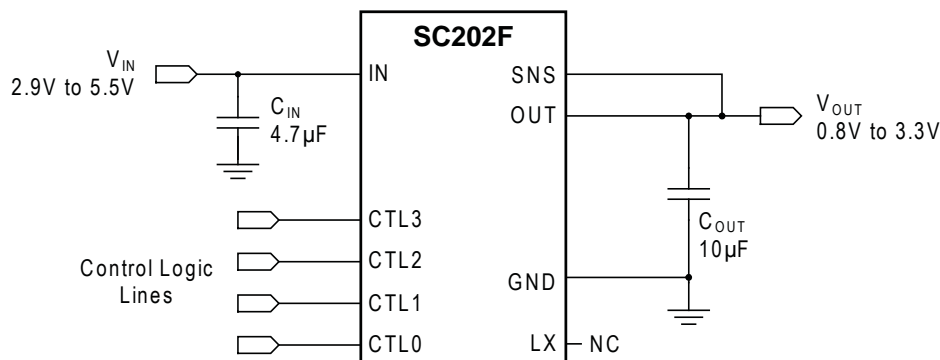 SC202F
V_IN
2.9V to 5.5V
IN
C_IN
4.7µF
SNS
OUT
V_OUT
0.8V to 3.3V
CTL3
CTL2
CTL1
CTL0
Control Logic
Lines
C_OUT
10µF
GND
LX
NC